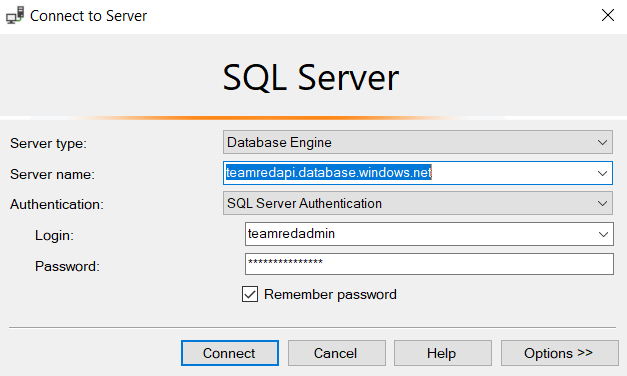 Connect to Server
SQL Server
Server type: Database Engine
Server name: teamredapi.database.windows.net
Authentication: SQL Server Authentication
Login: teamredadmin
Password: ***************
Remember password
Connect Cancel Help Options >>